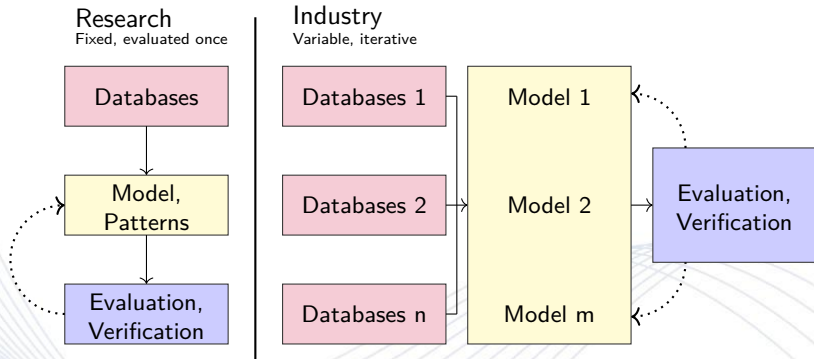 Research
Fixed, evaluated once
Databases
Model,
Patterns
Evaluation,
Verification
Industry
Variable, iterative
Databases 1
Databases 2
Databases n
Model 1
Model 2
Model m
Evaluation,
Verification